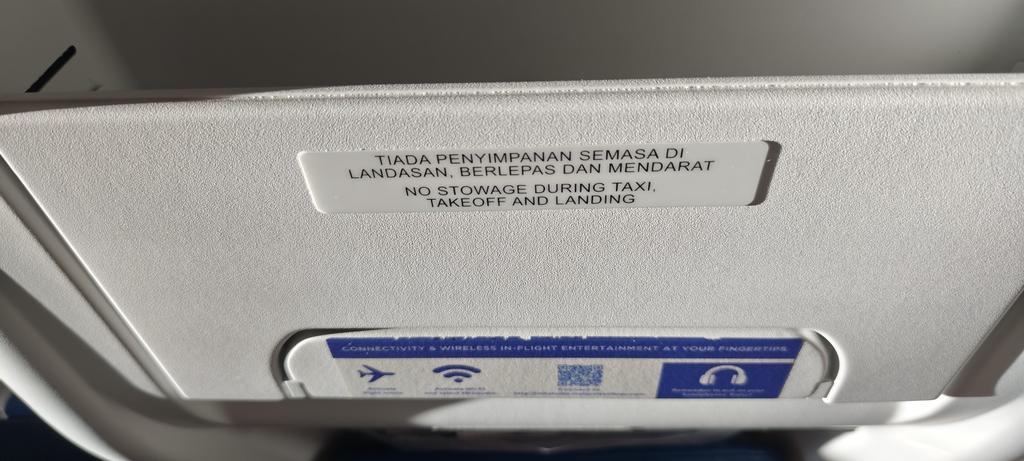 TIADA PENYIMPANAN SEMASA DI
LANDASAN, BERLEPAS DAN MENDARAT
NO STOWAGE DURING TAXI,
TAKEOFF AND LANDING
CONNECTIVITY & WIRELESS IN-FLIGHT ENTERTAINMENT AT YOUR FINGERTIPS